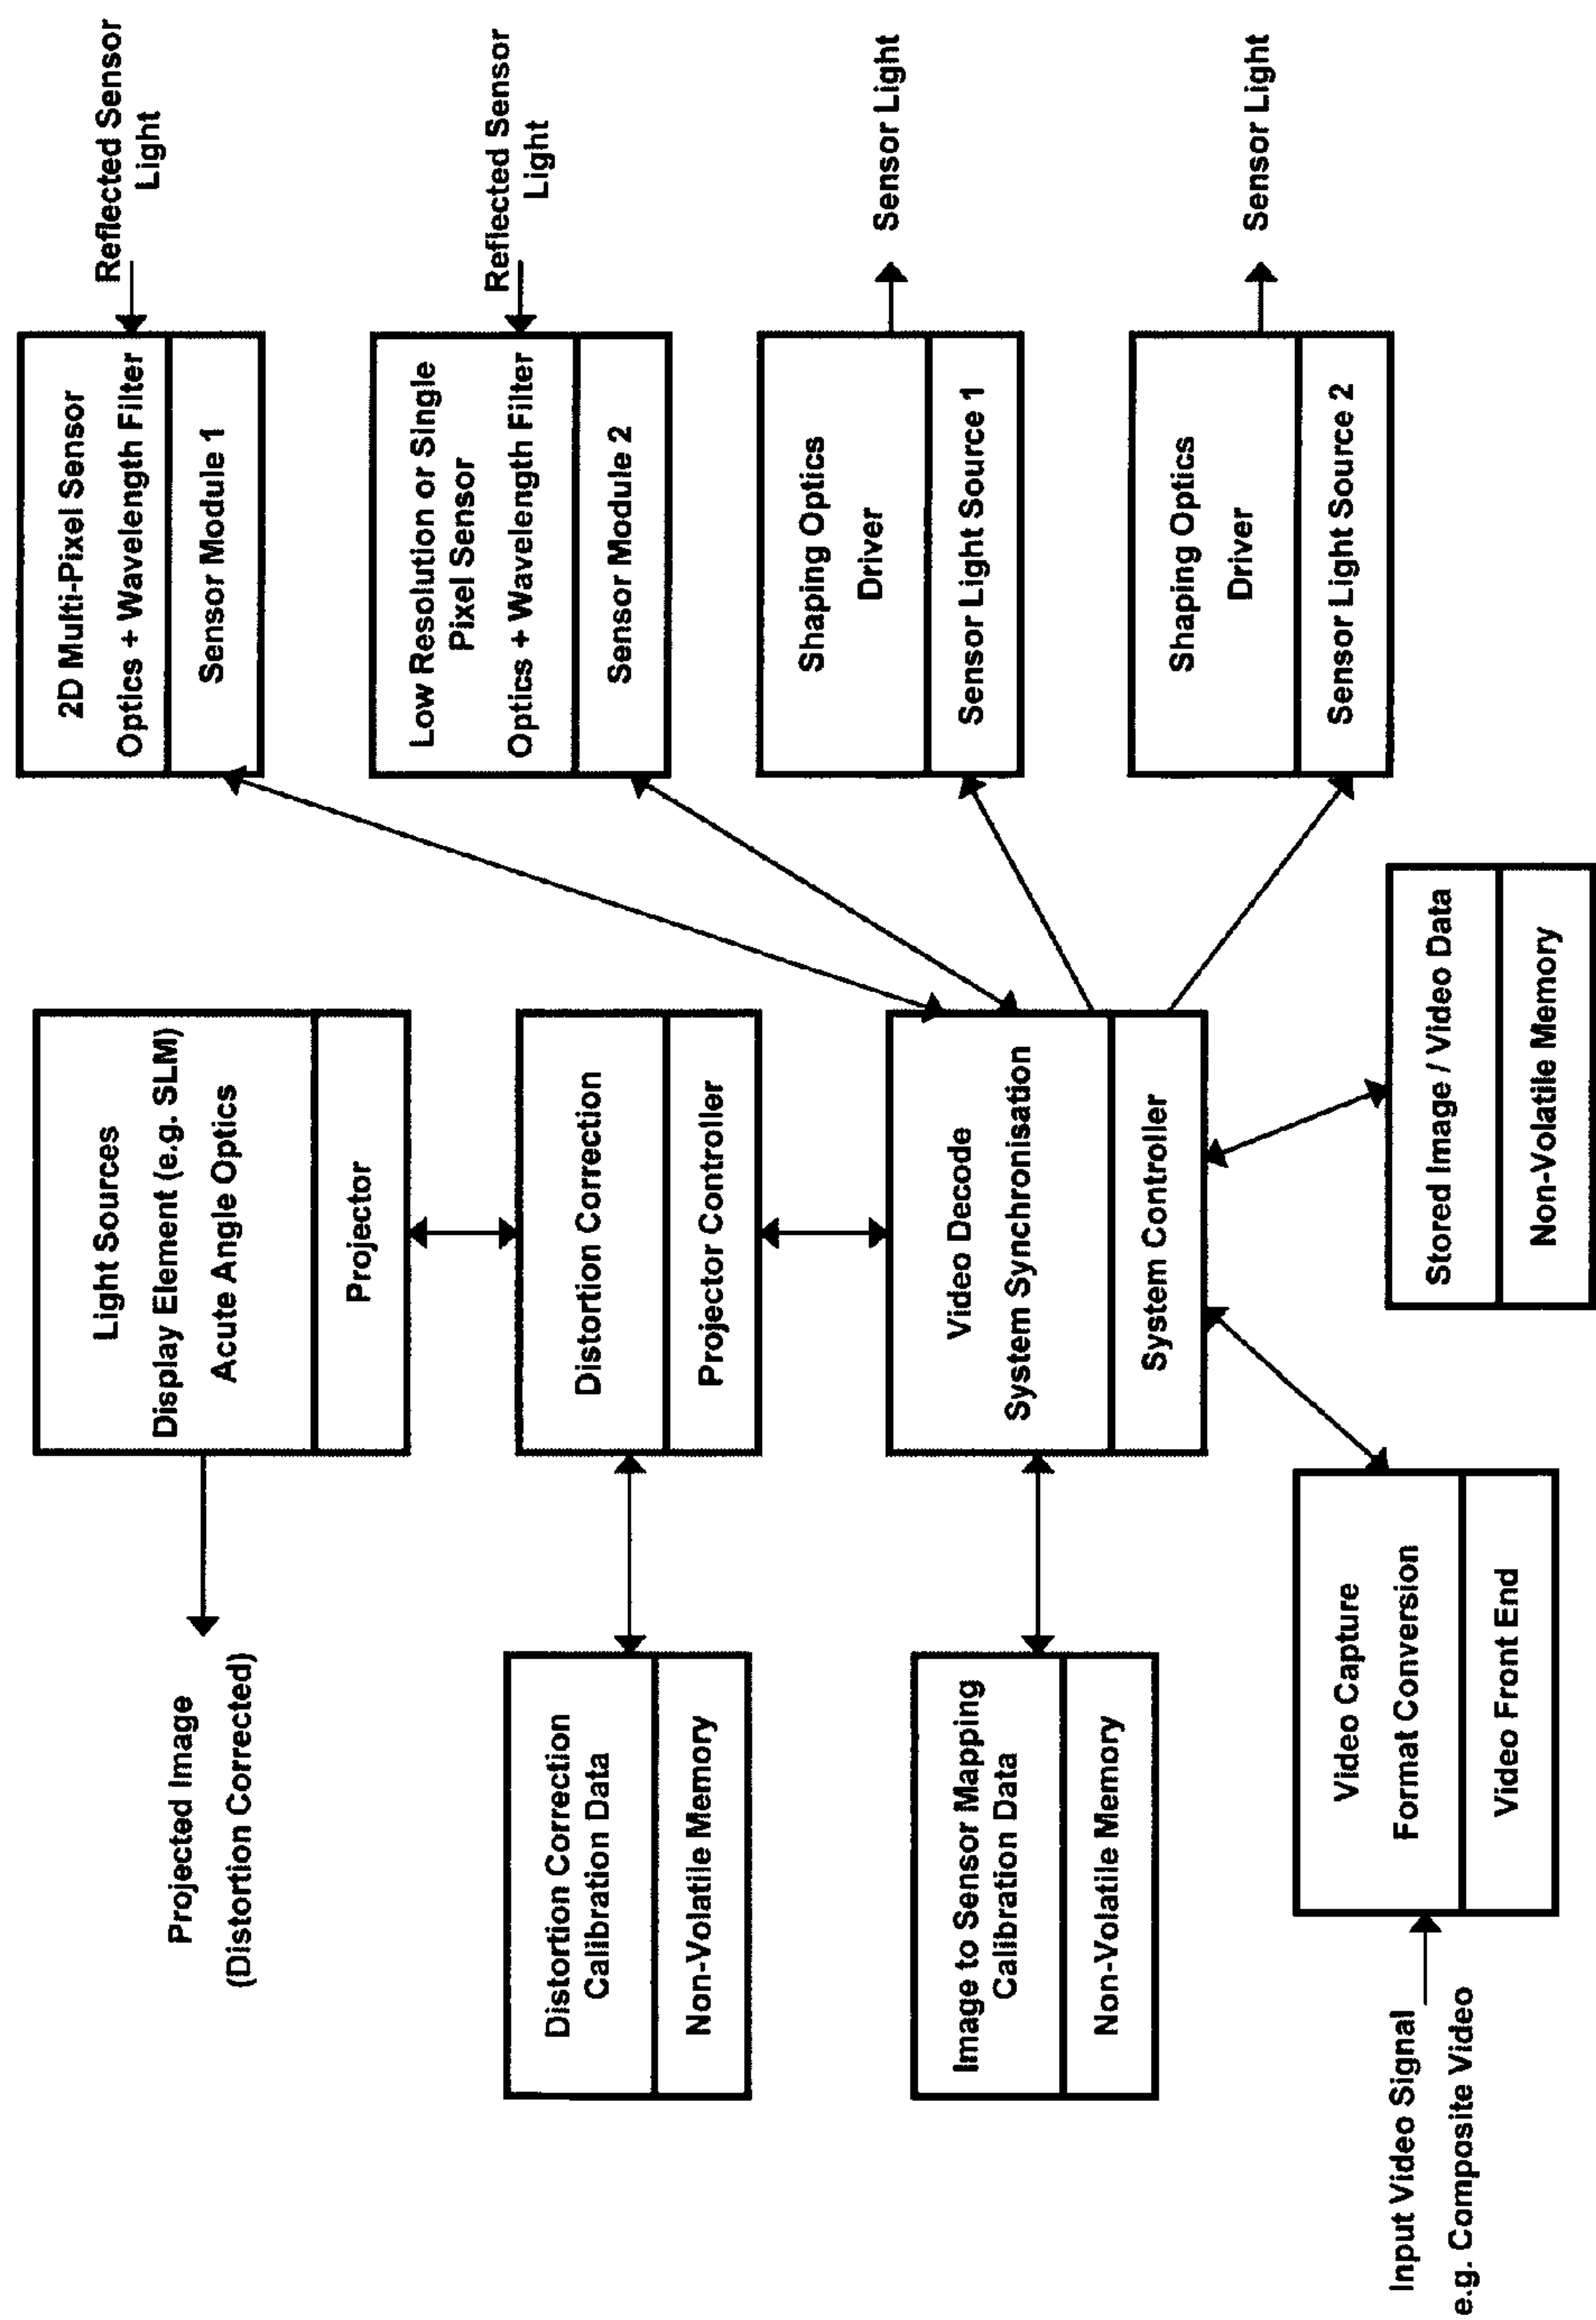 Projected Image
(Distortion Corrected)
Light Sources
Display Element (e.g. SLM)
Acute Angle Optics
Projector
2D Multi-Pixel Sensor
Optics + Wavelength Filter
Sensor Module 1
Reflected Sensor
Light
Distortion Correction
Calibration Data
Non-Volatile Memory
Distortion Correction
Projector Controller
Low Resolution or Single
Pixel Sensor
Optics + Wavelength Filter
Sensor Module 2
Reflected Sensor
Light
Image to Sensor Mapping
Calibration Data
Non-Volatile Memory
Video Decode
System Synchronisation
System Controller
Shaping Optics
Driver
Sensor Light Source 1
Sensor Light
Input Video Signal
e.g. Composite Video
Video Capture
Format Conversion
Video Front End
Stored Image / Video Data
Non-Volatile Memory
Shaping Optics
Driver
Sensor Light Source 2
Sensor Light